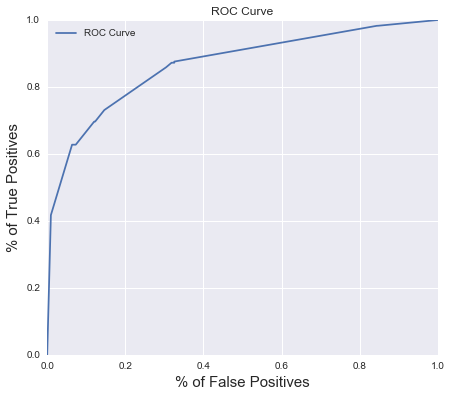 ROC Curve
ROC Curve
1.0
0.8
0.6
0.4
0.2
0.0
% of True Positives
0.0 0.2 0.4 0.6 0.8 1.0
% of False Positives